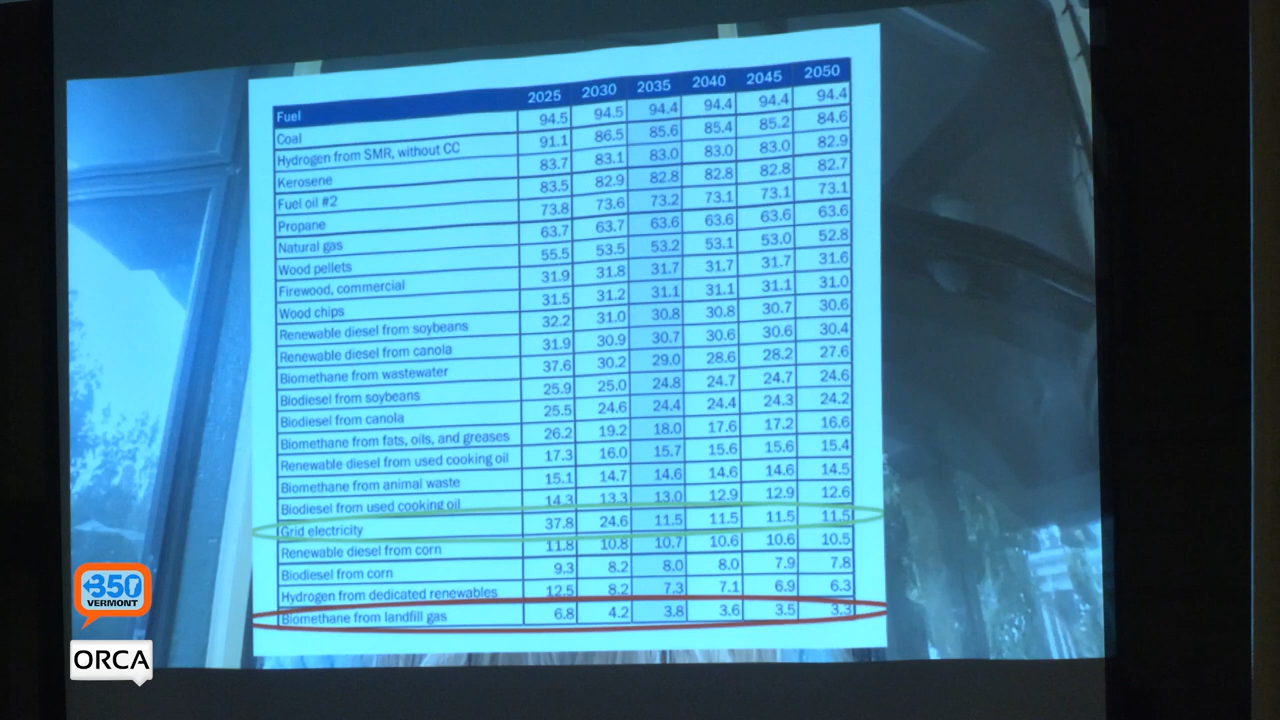 Fuel 2025 2030 2035 2040 2045 2050
Coal 94.5 94.5 94.4 94.4 94.4 94.4
Hydrogen from SMR, without CC 91.1 86.5 85.6 85.4 85.2 84.6
Kerosene 83.7 83.1 83.0 83.0 83.0 82.9
Fuel oil #2 83.5 82.9 82.8 82.8 82.8 82.7
Propane 73.8 73.6 73.2 73.1 73.1 73.1
Natural gas 63.7 63.7 63.6 63.6 63.6 63.6
Wood pellets 55.5 53.5 53.2 53.1 53.0 52.8
Firewood, commercial 31.9 31.8 31.7 31.7 31.7 31.6
Wood chips 31.5 31.2 31.1 31.1 31.1 31.0
Renewable diesel from soybeans 32.2 31.0 30.8 30.8 30.7 30.6
Renewable diesel from canola 31.9 30.9 30.7 30.6 30.6 30.4
Biomethane from wastewater 37.6 30.2 29.0 28.6 28.2 27.6
Biodiesel from soybeans 25.9 25.0 24.8 24.7 24.7 24.6
Biodiesel from canola 25.5 24.6 24.4 24.4 24.3 24.2
Biomethane from fats, oils, and greases 26.2 19.2 18.0 17.6 17.2 16.6
Renewable diesel from used cooking oil 17.3 16.0 15.7 15.6 15.6 15.4
Biomethane from animal waste 15.1 14.7 14.6 14.6 14.6 14.5
Biodiesel from used cooking oil 14.3 13.3 13.0 12.9 12.9 12.6
Grid electricity 37.8 24.6 11.5 11.5 11.5 11.5
Renewable diesel from corn 11.8 10.8 10.7 10.6 10.6 10.5
Biodiesel from corn 9.3 8.2 8.0 8.0 7.9 7.8
Hydrogen from dedicated renewables 12.5 8.2 7.3 7.1 6.9 6.3
Biomethane from landfill gas 6.8 4.2 3.8 3.6 3.5 3.3
350
VERMONT
ORCA